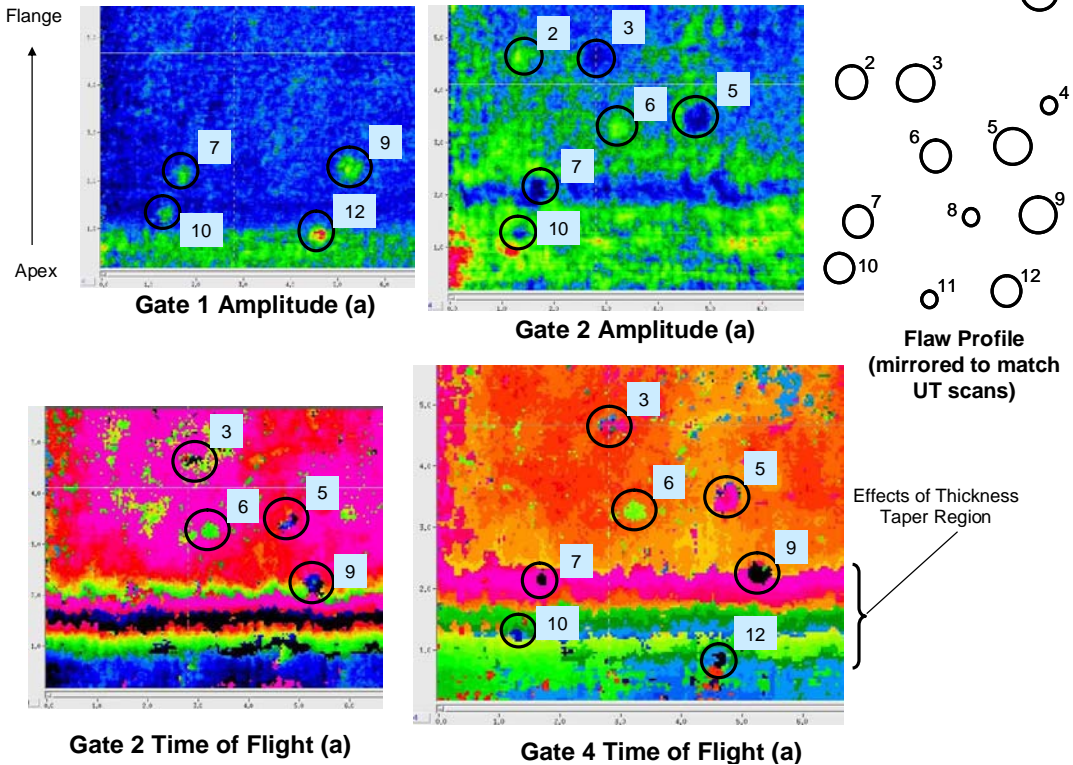 Flange
Apex
7
9
10
12
Gate 1 Amplitude (a)
2
3
6
5
7
10
Gate 2 Amplitude (a)
2
3
4
6
5
7
8
9
10
11
12
Flaw Profile
(mirrored to match
UT scans)
3
6
5
9
Gate 2 Time of Flight (a)
3
6
5
7
9
10
12
Gate 4 Time of Flight (a)
Effects of Thickness
Taper Region